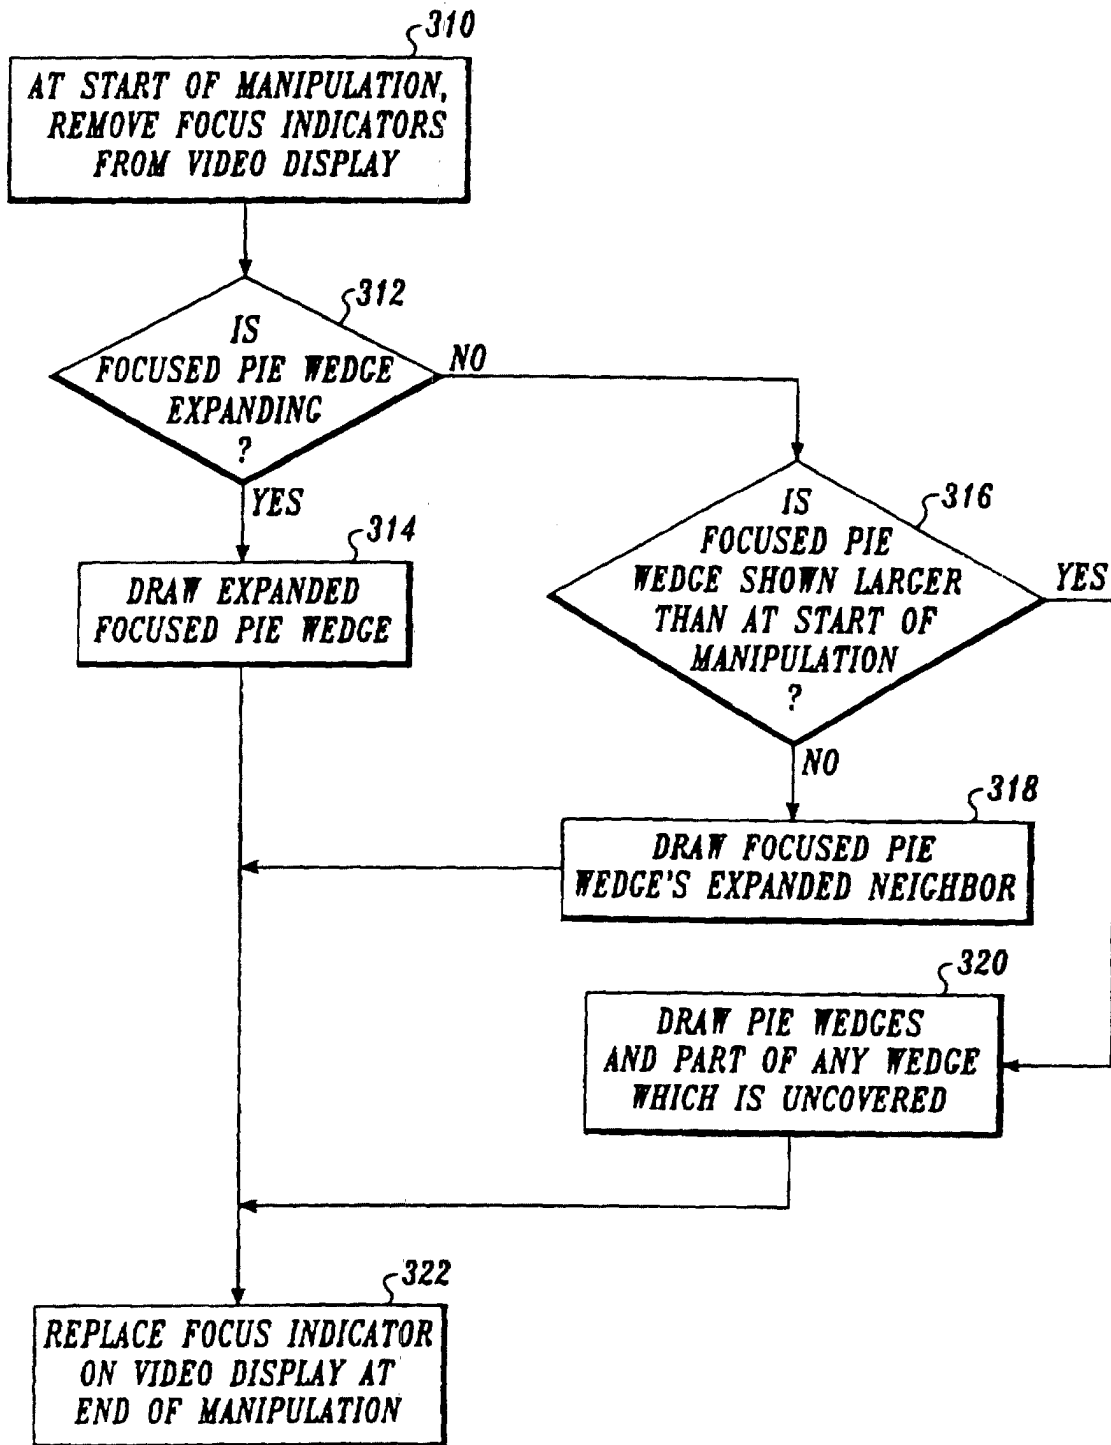 310
AT START OF MANIPULATION,
REMOVE FOCUS INDICATORS
FROM VIDEO DISPLAY
312
IS
FOCUSED PIE WEDGE
EXPANDING
?
NO
YES
314
DRAW EXPANDED
FOCUSED PIE WEDGE
316
IS
FOCUSED PIE
WEDGE SHOWN LARGER
THAN AT START OF
MANIPULATION
?
YES
NO
318
DRAW FOCUSED PIE
WEDGE'S EXPANDED NEIGHBOR
320
DRAW PIE WEDGES
AND PART OF ANY WEDGE
WHICH IS UNCOVERED
322
REPLACE FOCUS INDICATOR
ON VIDEO DISPLAY AT
END OF MANIPULATION